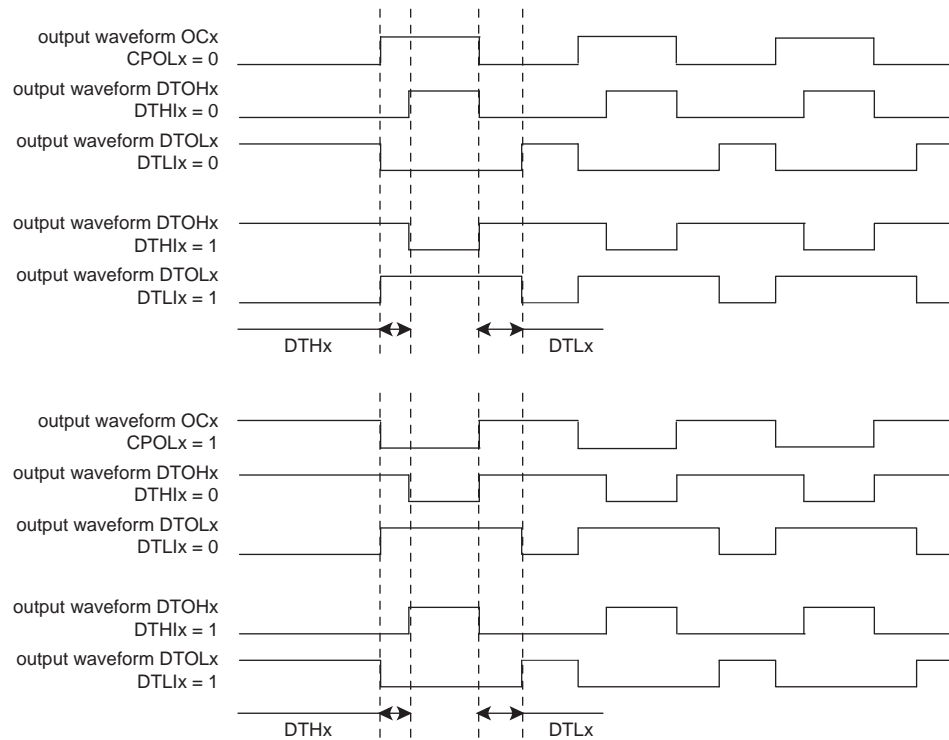 output waveform OCx
CPOLx = 0
output waveform DTOHx
DTHIx = 0
output waveform DTOLx
DTLIx = 0
output waveform DTOHx
DTHIx = 1
output waveform DTOLx
DTLIx = 1
DTHx
DTLx
output waveform OCx
CPOLx = 1
output waveform DTOHx
DTHIx = 0
output waveform DTOLx
DTLIx = 0
output waveform DTOHx
DTHIx = 1
output waveform DTOLx
DTLIx = 1
DTHx
DTLx